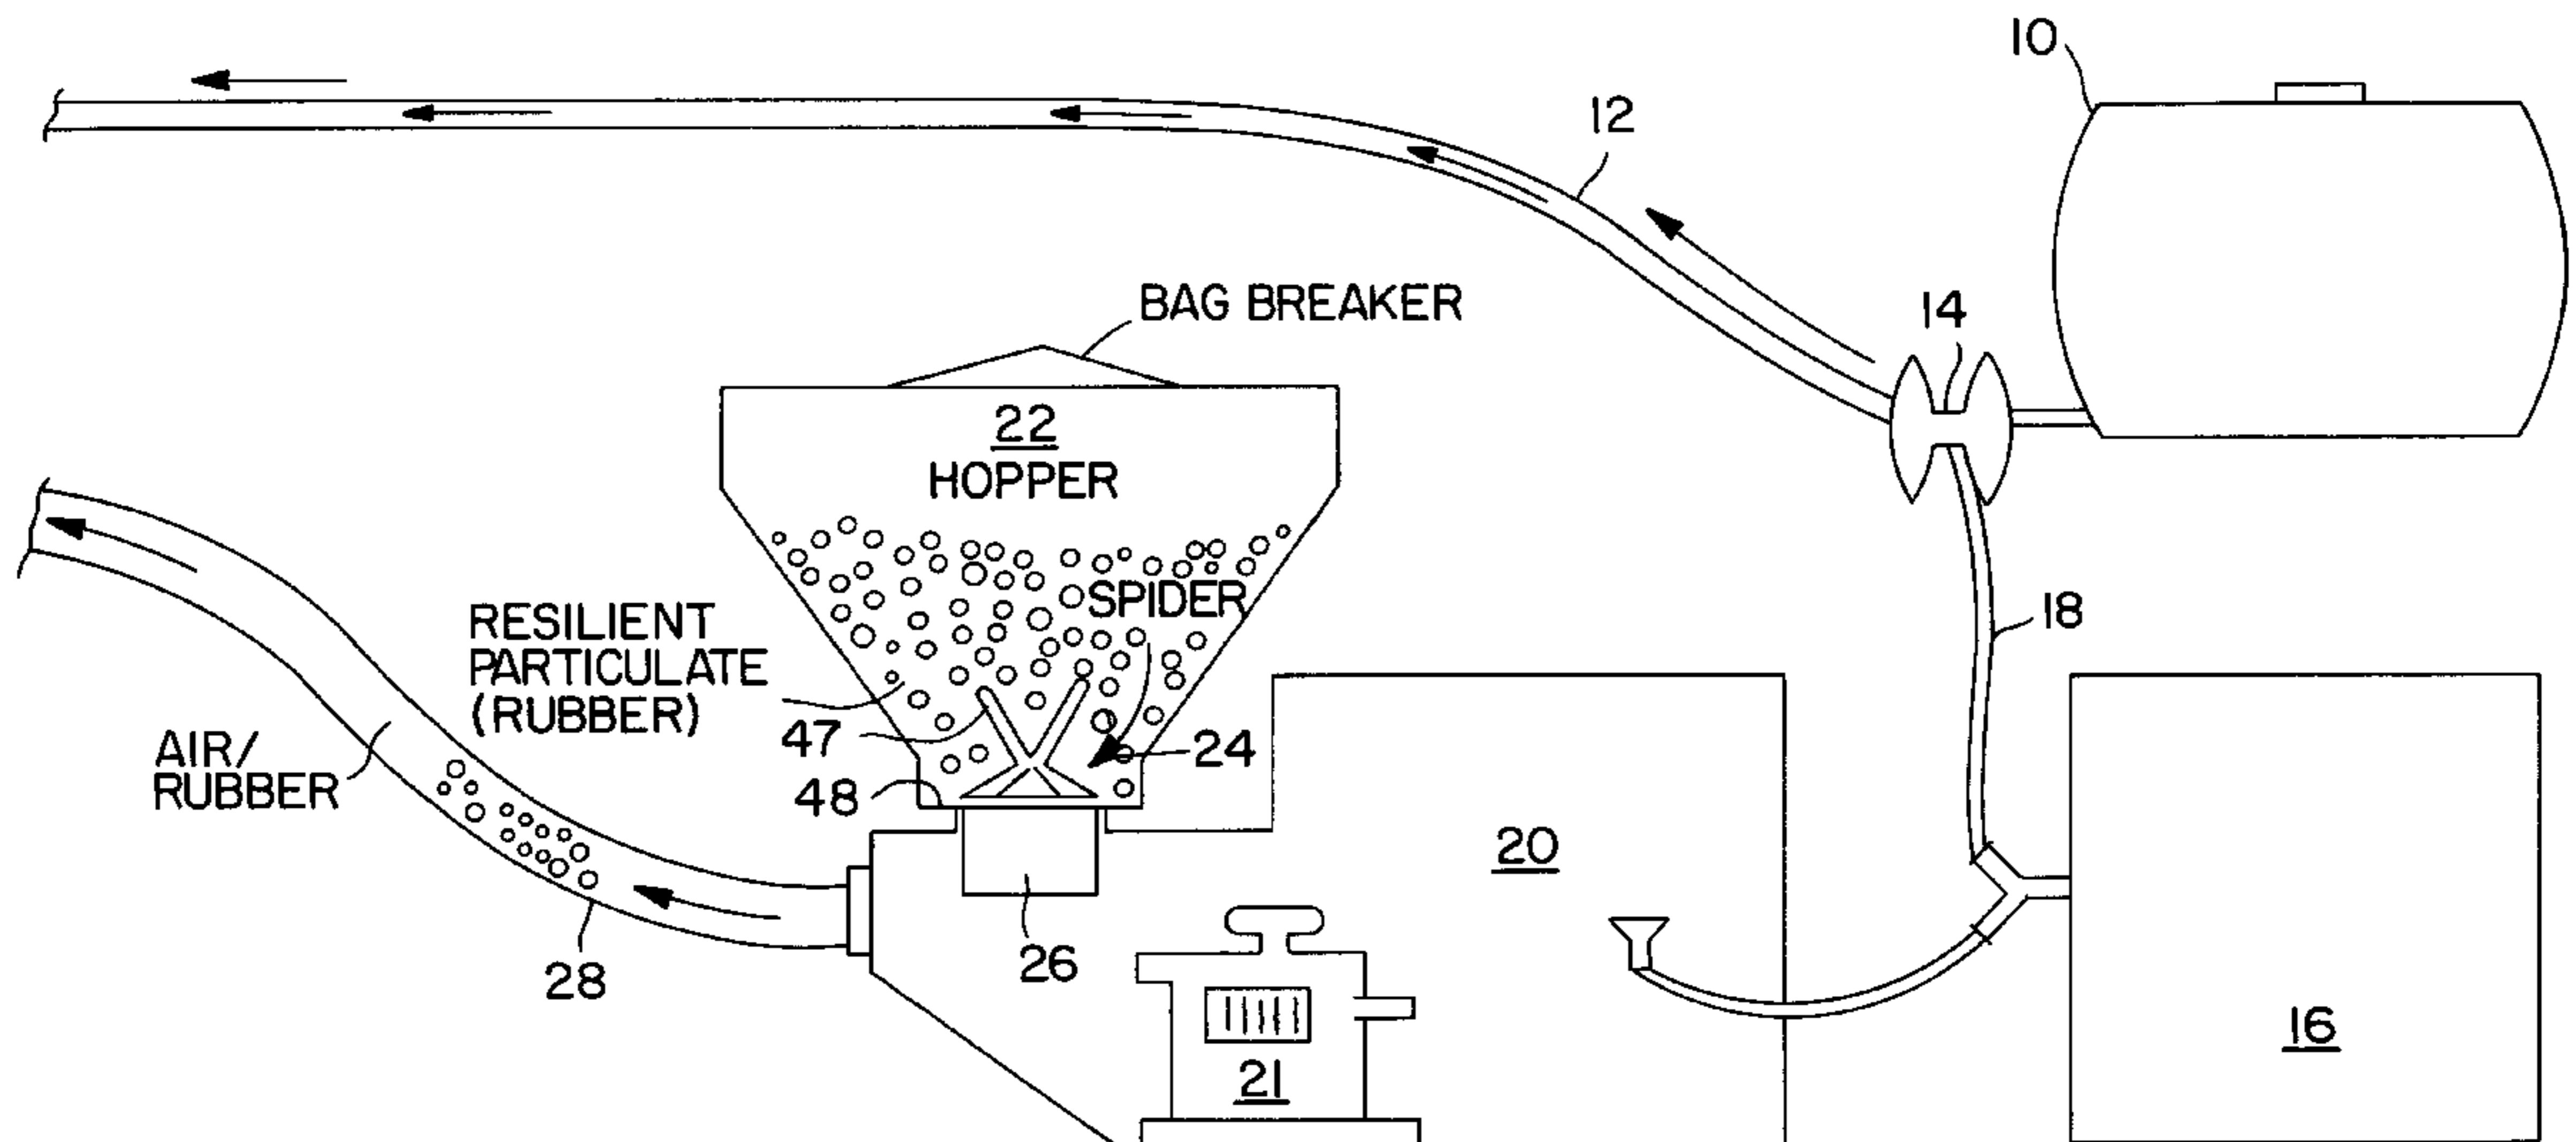 10
12
BAG BREAKER
14
22
HOPPER
SPIDER
RESILIENT
PARTICULATE
(RUBBER)
18
47
24
AIR/
RUBBER
48
20
26
28
21
16